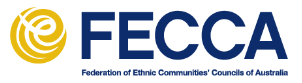 FECCA
Federation of Ethnic Communities' Councils of Australia